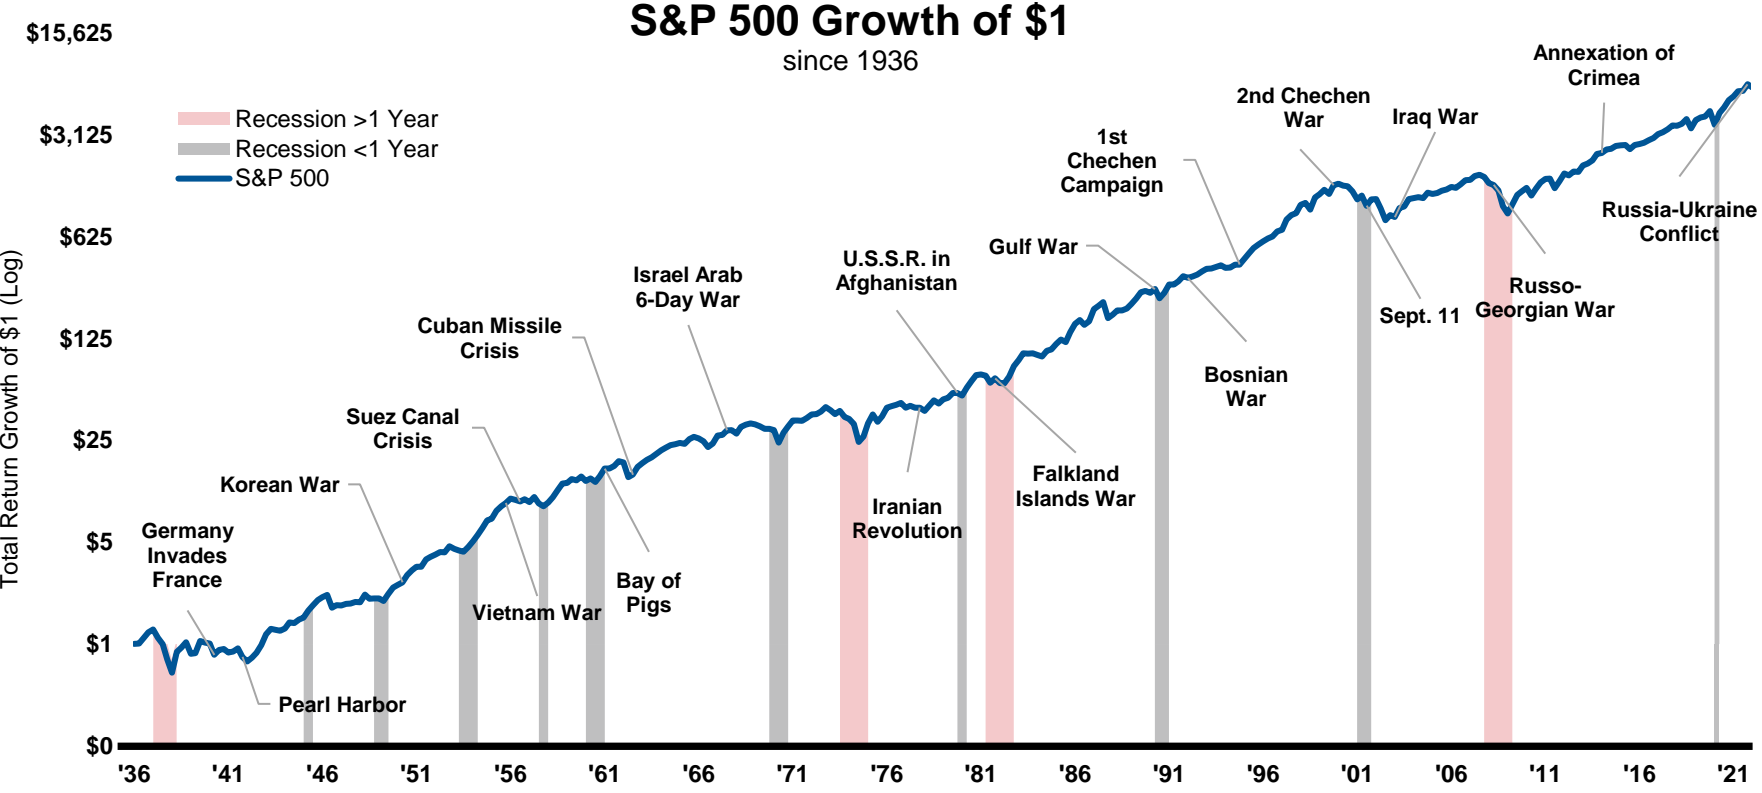 S&P 500 Growth of $1
since 1936
$15,625
$3,125
$625
$125
$25
$5
$1
$0
Total Return Growth of $1 (Log)
Recession >1 Year
Recession <1 Year
S&P 500
Germany
Invades
France
Pearl Harbor
Korean War
Suez Canal
Crisis
Vietnam War
Cuban Missile
Crisis
Bay of
Pigs
Israel Arab
6-Day War
Iranian
Revolution
U.S.S.R. in
Afghanistan
Falkland
Islands War
Gulf War
Bosnian
War
1st
Chechen
Campaign
2nd Chechen
War
Sept. 11
Iraq War
Russo-
Georgian War
Annexation of
Crimea
Russia-Ukraine
Conflict
'36 '41 '46 '51 '56 '61 '66 '71 '76 '81 '86 '91 '96 '01 '06 '11 '16 '21